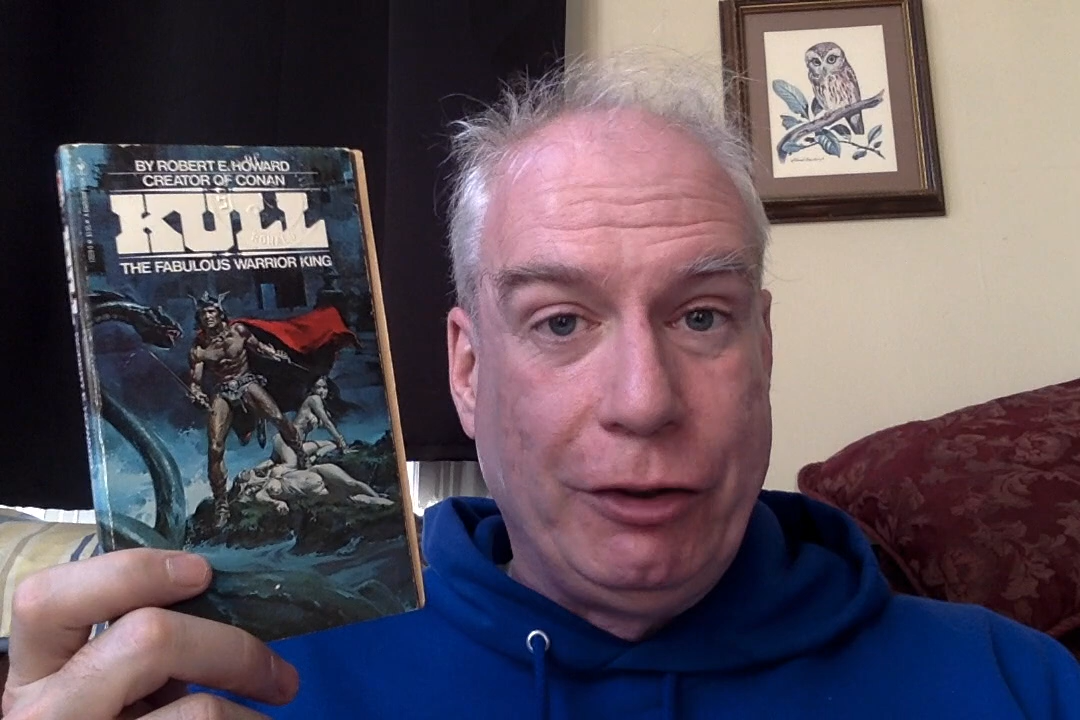 BY ROBERT E. HOWARD
CREATOR OF CONAN
KULL
THE FABULOUS WARRIOR KING